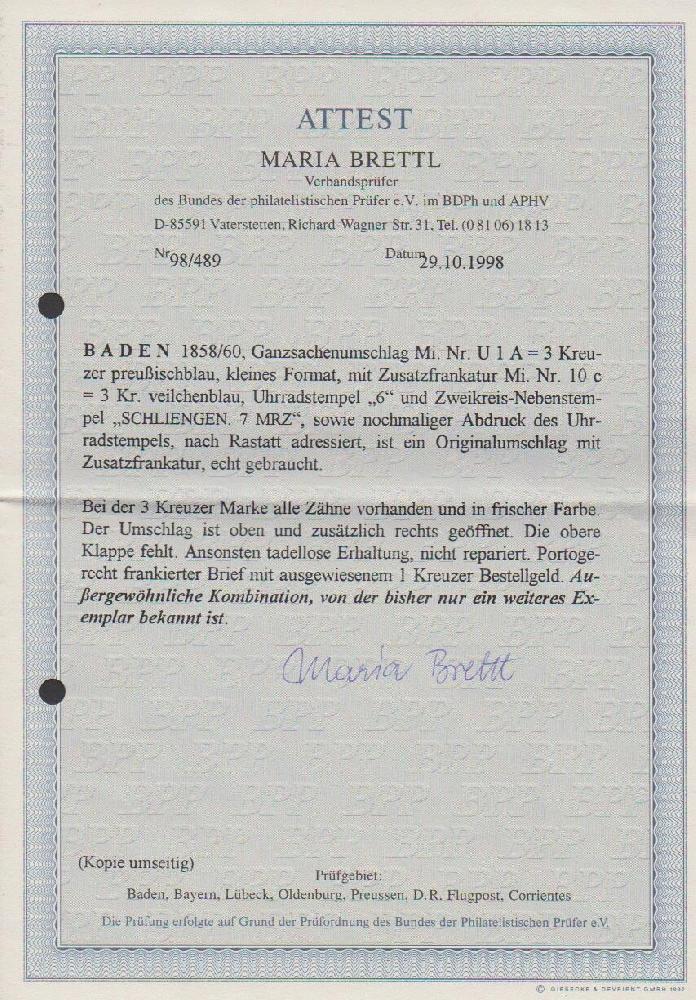 ATTEST
MARIA BRETTL
Verbandsprüfer
des Bundes der philatelistischen Prüfer e.V. im BDPh und APHV
D-85591 Vaterstetten, Richard-Wagner Str. 31, Tel. (0 81 06) 18 13
Nr. 98/489 Datum 29.10.1998
BADEN 1858/60, Ganzsachenumschlag Mi. Nr. U 1 A = 3 Kreu-
zer preußischblau, kleines Format, mit Zusatzfrankatur Mi. Nr. 10 c
= 3 Kr. veilchenblau, Uhrradstempel „6“ und Zweikreis-Nebenstem-
pel „SCHLIENGEN. 7 MRZ“, sowie nochmaliger Abdruck des Uhr-
radstempels, nach Rastatt adressiert, ist ein Originalumschlag mit
Zusatzfrankatur, echt gebraucht.
Bei der 3 Kreuzer Marke alle Zähne vorhanden und in frischer Farbe.
Der Umschlag ist oben und zusätzlich rechts geöffnet. Die obere
Klappe fehlt. Ansonsten tadellose Erhaltung, nicht repariert. Portoge-
recht frankierter Brief mit ausgewiesenem 1 Kreuzer Bestellgeld. Au-
ßergewöhnliche Kombination, von der bisher nur ein weiteres Ex-
emplar bekannt ist.
Maria Brettl
(Kopie umseitig)
Prüfgebiet:
Baden, Bayern, Lübeck, Oldenburg, Preussen, D.R. Flugpost, Corrientes
Die Prüfung erfolgte auf Grund der Prüfordnung des Bundes der Philatelistischen Prüfer e.V.
© GIESECKE & DEVRIENT GMBH